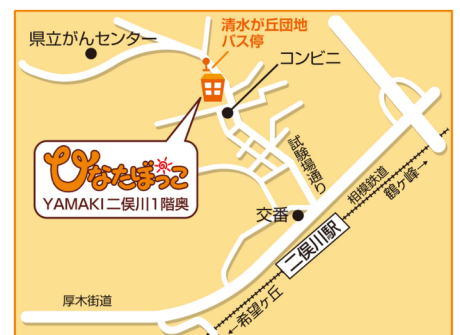 清水が丘団地
バス停
県立がんセンター
コンビニ
ひなたぼっこ
YAMAKI二俣川1階奥
試験場通り
相模鉄道
鶴ヶ峰→
交番
二俣川駅
←希望ヶ丘
厚木街道